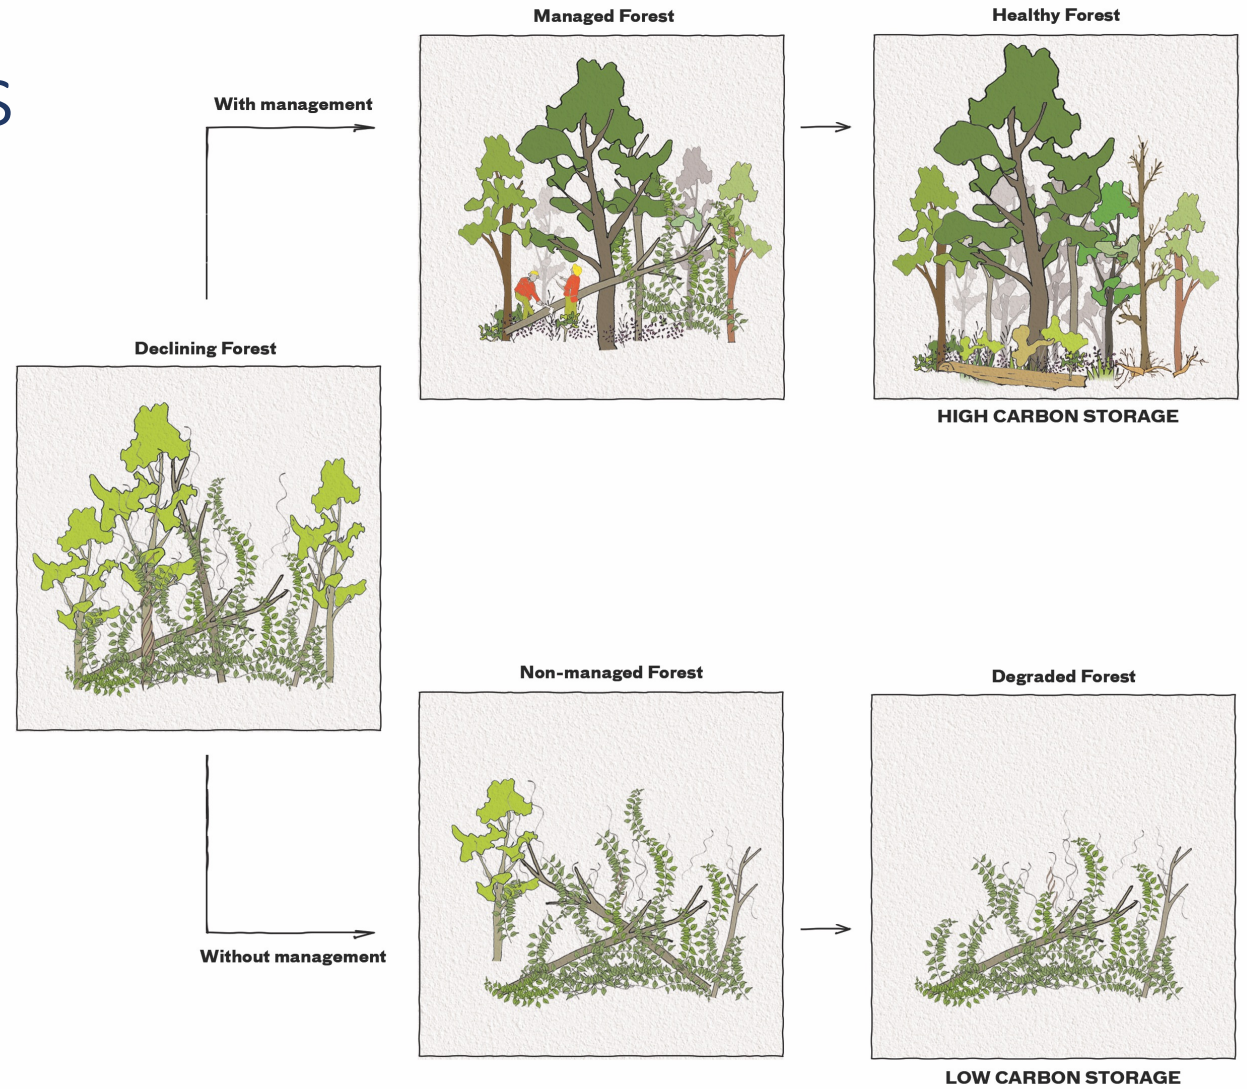 S
Managed Forest
Healthy Forest
With management
HIGH CARBON STORAGE
Declining Forest
Non-managed Forest
Degraded Forest
Without management
LOW CARBON STORAGE